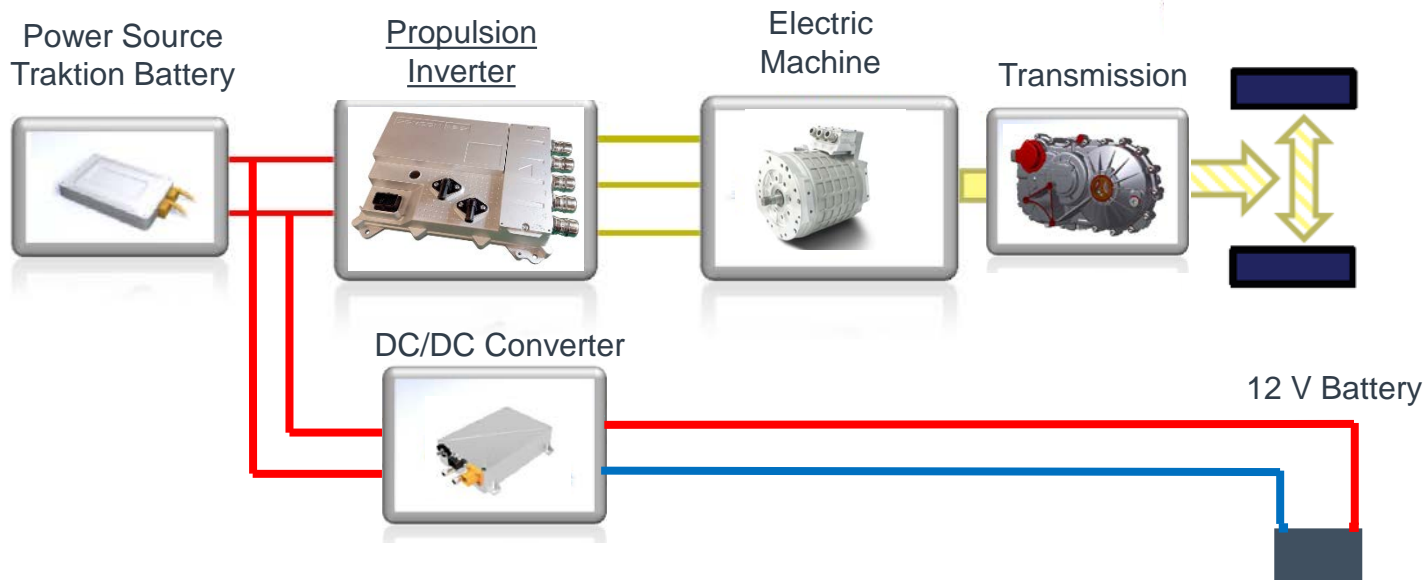 Power Source
Traktion Battery
Propulsion
Inverter
Electric
Machine
Transmission
DC/DC Converter
12 V Battery